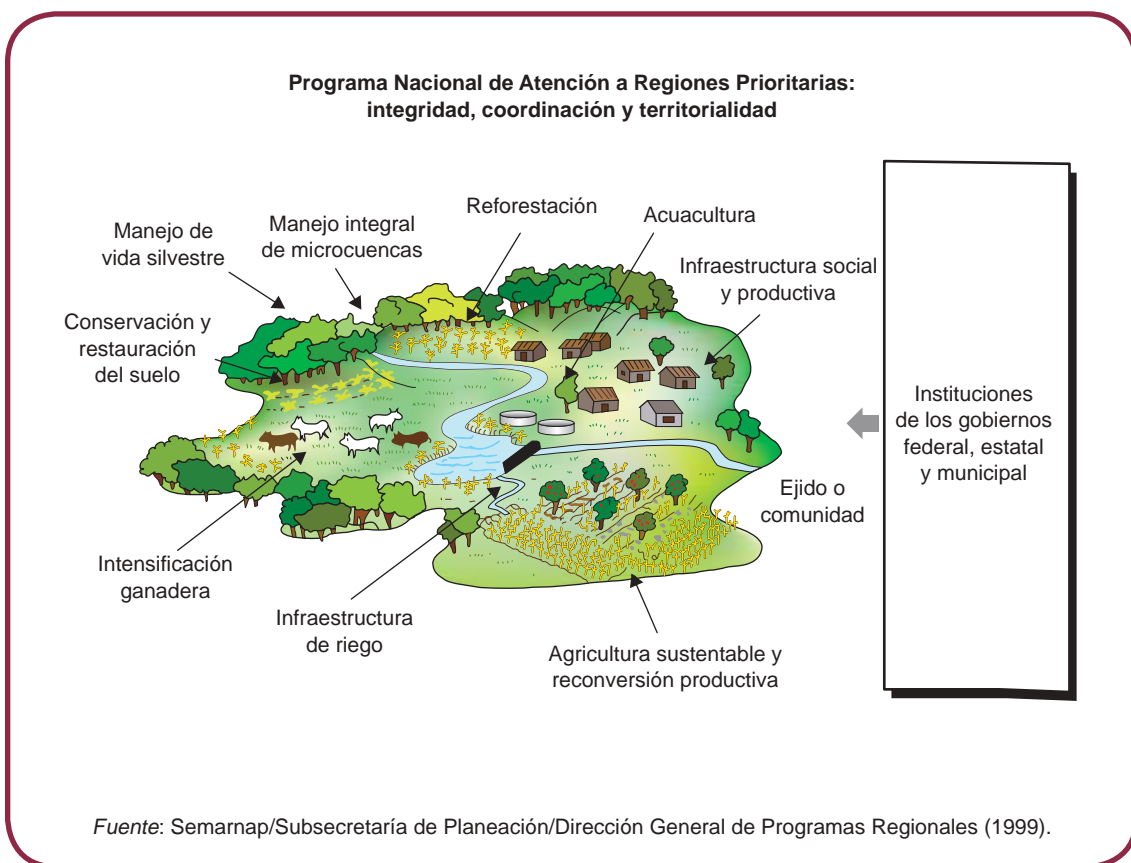 Programa Nacional de Atención a Regiones Prioritarias:
integridad, coordinación y territorialidad
Manejo de
vida silvestre
Manejo integral
de microcuencas
Reforestación
Acuacultura
Infraestructura social
y productiva
Conservación y
restauración
del suelo
Instituciones
de los gobiernos
federal, estatal
y municipal
Ejido o
comunidad
Intensificación
ganadera
Infraestructura
de riego
Agricultura sustentable y
reconversión productiva
Fuente: Semarnap/Subsecretaría de Planeación/Dirección General de Programas Regionales (1999).